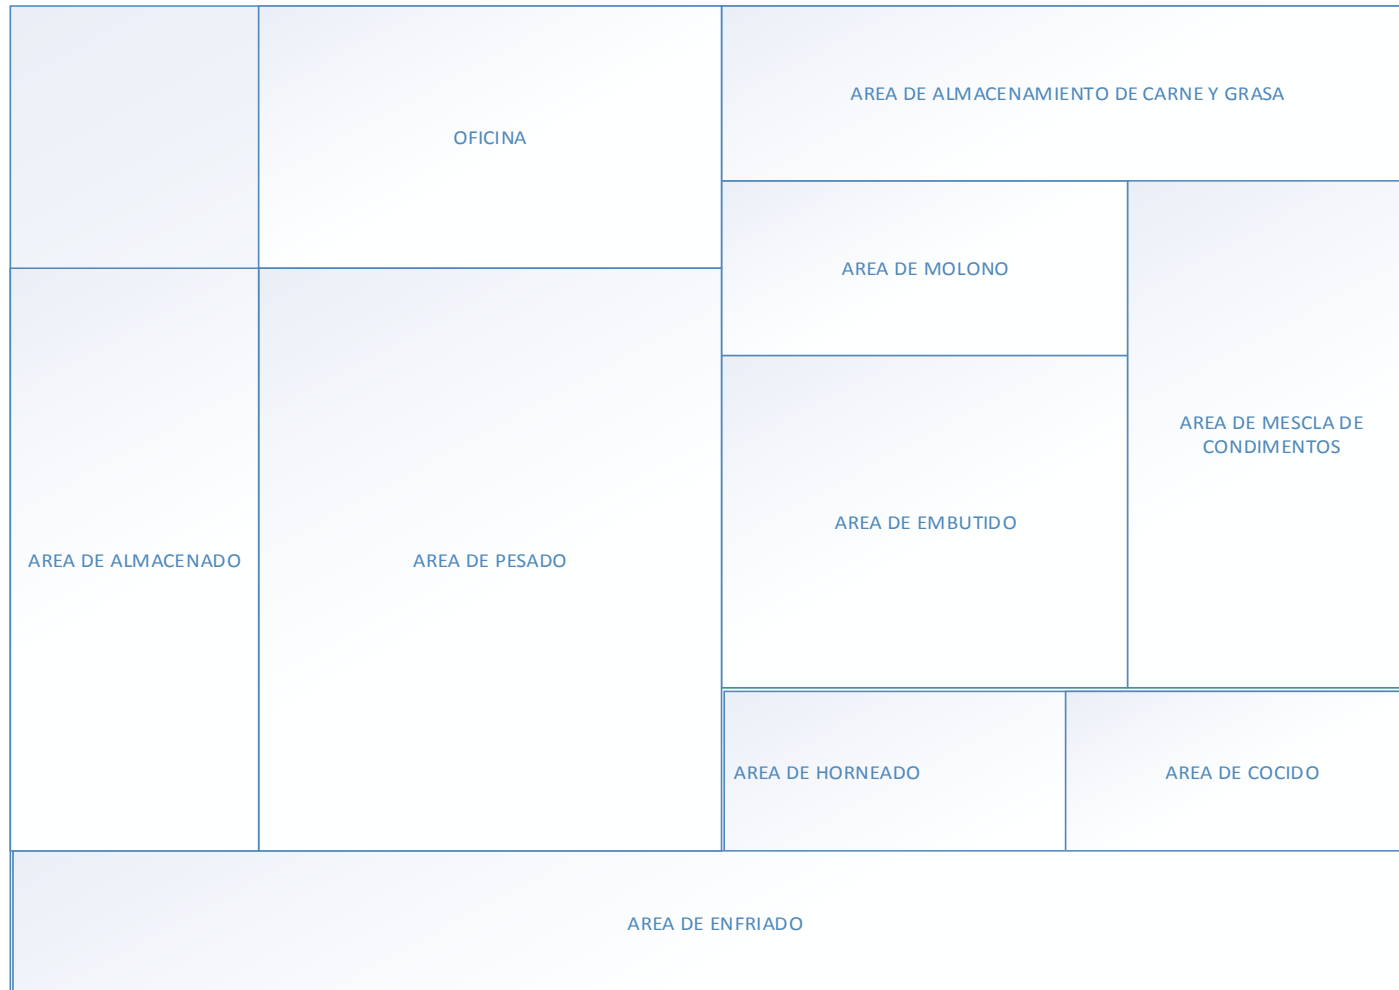 OFICINA
AREA DE ALMACENAMIENTO DE CARNE Y GRASA
AREA DE MOLONO
AREA DE MESCLA DE
CONDIMENTOS
AREA DE EMBUTIDO
AREA DE ALMACENADO
AREA DE PESADO
AREA DE HORNEADO
AREA DE COCIDO
AREA DE ENFRIADO